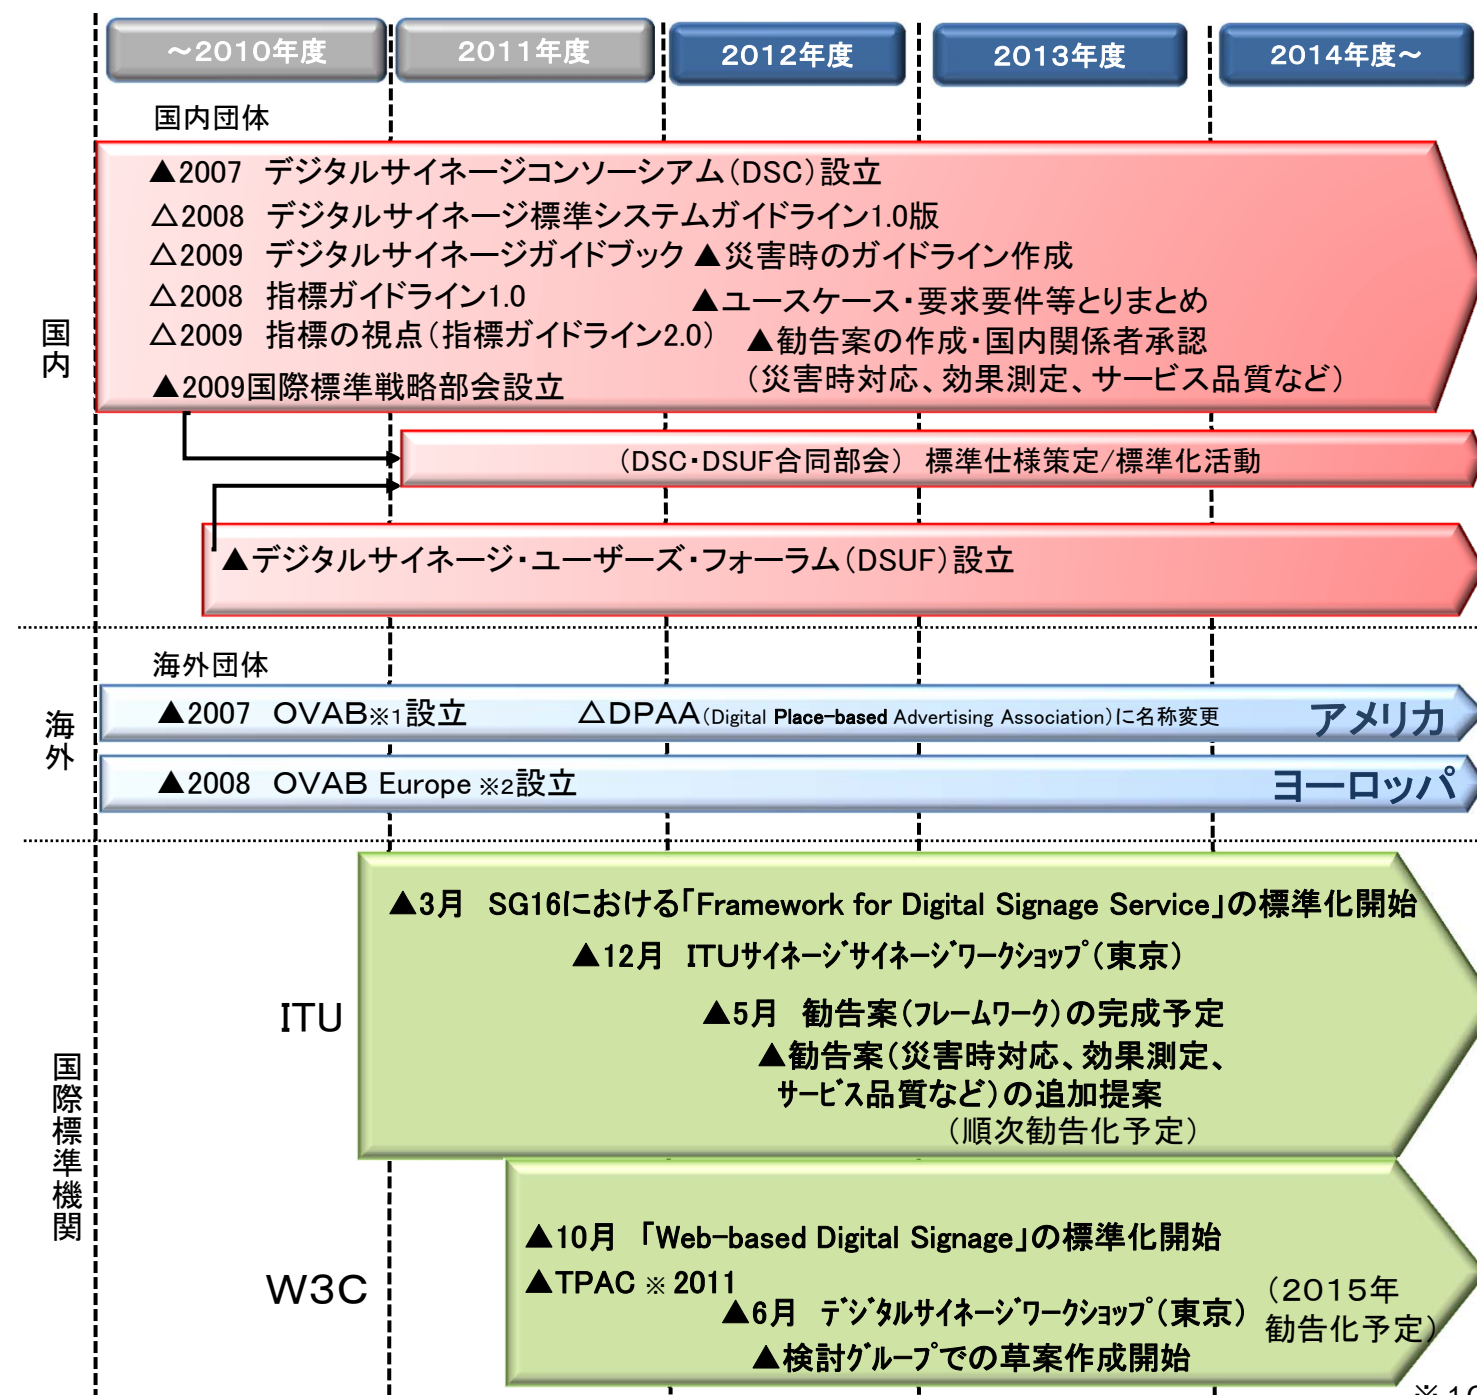 ～2010年度
2011年度
2012年度
2013年度
2014年度～
国内団体
国内
▲2007 デジタルサイネージコンソーシアム（DSC）設立
△2008 デジタルサイネージ標準システムガイドライン1.0版
△2009 デジタルサイネージガイドブック ▲災害時のガイドライン作成
△2008 指標ガイドライン1.0 ▲ユースケース・要求要件等とりまとめ
△2009 指標の視点（指標ガイドライン2.0） ▲勧告案の作成・国内関係者承認
▲2009国際標準戦略部会設立 （災害時対応、効果測定、サービス品質など）
（DSC・DSUF合同部会） 標準仕様策定/標準化活動
▲デジタルサイネージ・ユーザーズ・フォーラム（DSUF）設立
海外
海外団体
▲2007 OVAB※1設立 △DPAA（Digital Place-based Advertising Association）に名称変更 アメリカ
▲2008 OVAB Europe ※2設立 ヨーロッパ
国際標準機関
ITU
▲3月 SG16における「Framework for Digital Signage Service」の標準化開始
▲12月 ITUｻｲﾈｰｼﾞｻｲﾈｰｼﾞﾜｰｸｼｮｯﾌﾟ（東京）
▲5月 勧告案（ﾌﾚｰﾑﾜｰｸ）の完成予定
▲勧告案（災害時対応、効果測定、
ｻｰﾋﾞｽ品質など）の追加提案
（順次勧告化予定）
W3C
▲10月 「Web-based Digital Signage」の標準化開始
▲TPAC ※ 2011
▲6月 ﾃﾞｼﾞﾀﾙｻｲﾈｰｼﾞﾜｰｸｼｮｯﾌﾟ（東京）
▲検討ｸﾞﾙｰﾌﾟでの草案作成開始
（2015年
勧告化予定）